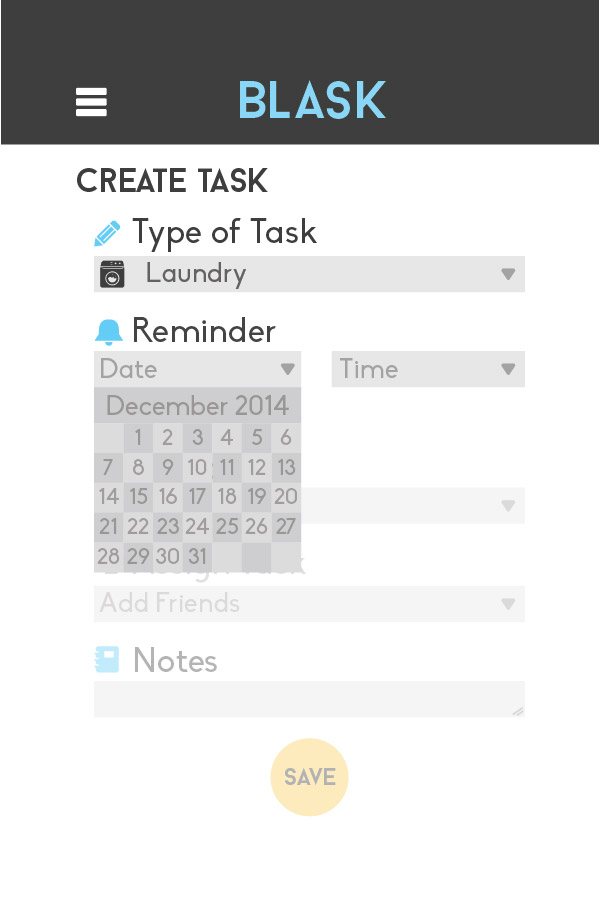 BLASK
CREATE TASK
Type of Task
Laundry
Reminder
Date Time
December 2014
1 2 3 4 5 6
7 8 9 10 11 12 13
14 15 16 17 18 19 20
21 22 23 24 25 26 27
28 29 30 31
Assign Task
Add Friends
Notes
SAVE